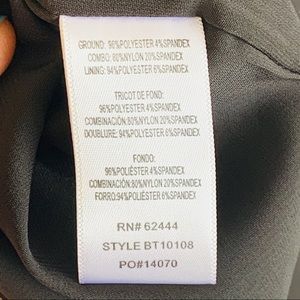 GROUND: 96%POLYESTER 4%SPANDEX
COMBO: 80%NYLON 20%SPANDEX
LINING: 94%POLYESTER 6%SPANDEX
TRICOT DE FOND:
96%POLYESTER 4%SPANDEX
COMBINACIÓN:80%NYLON 20%SPANDEX
DOUBLURE: 94%POLYESTER 6%SPANDEX
FONDO:
96%POLIÉSTER 4%SPANDEX
COMBINACIÓN: 80%NYLON 20%SPANDEX
FORRO:94%POLYESTER 6%SPANDEX
RN# 62444
STYLE BT10108
PO#14070